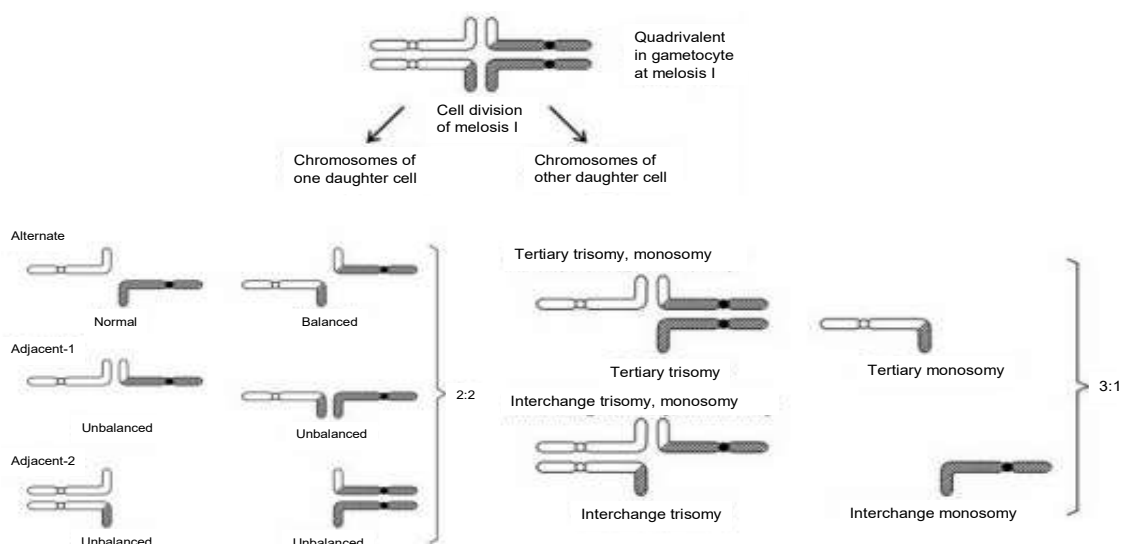 Quadrivalent
in gametocyte
at melosis I
Cell division
of melosis I
Chromosomes of
one daughter cell
Chromosomes of
other daughter cell
Alternate
Normal
Balanced
Adjacent-1
Unbalanced
Unbalanced
Adjacent-2
Unbalanced
Unbalanced
2:2
Tertiary trisomy, monosomy
Tertiary trisomy
Tertiary monosomy
Interchange trisomy, monosomy
Interchange trisomy
Interchange monosomy
3:1